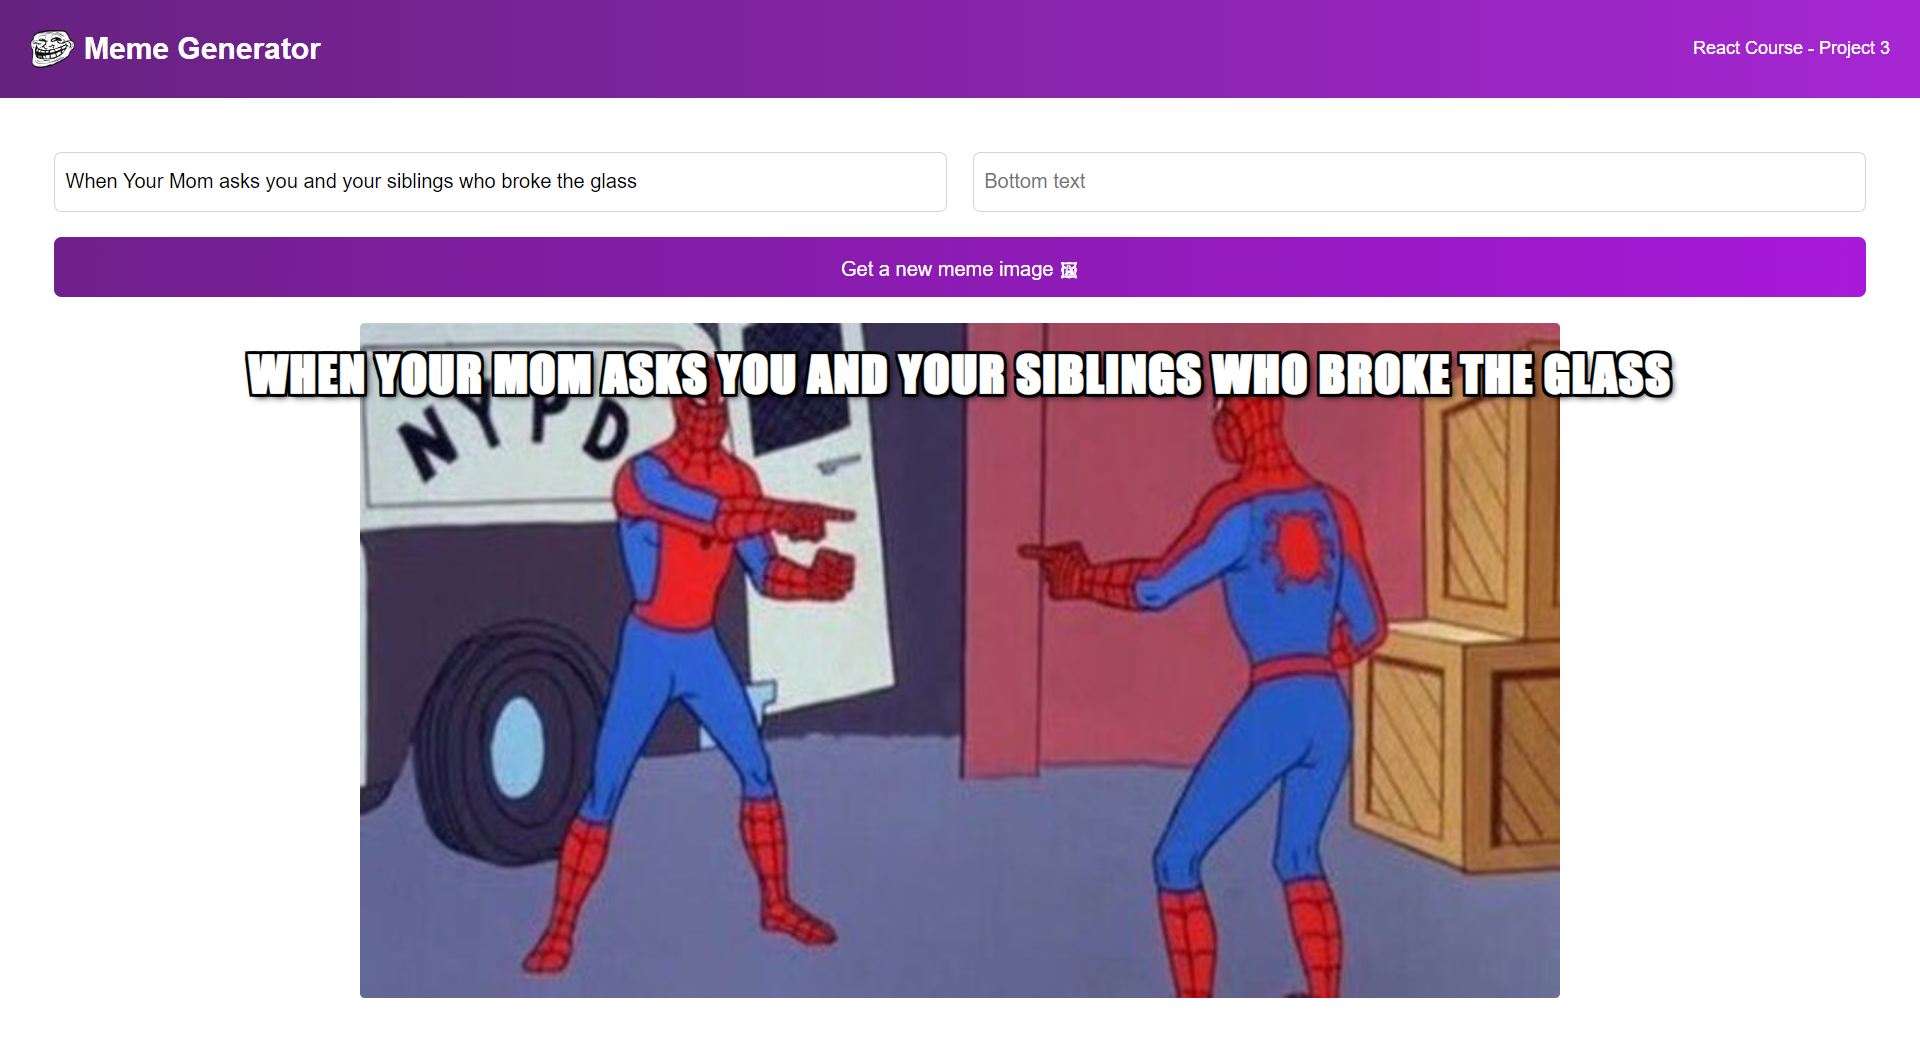 Meme Generator
React Course - Project 3
When Your Mom asks you and your siblings who broke the glass
Bottom text
Get a new meme image 🖼
WHEN YOUR MOM ASKS YOU AND YOUR SIBLINGS WHO BROKE THE GLASS
NYPD